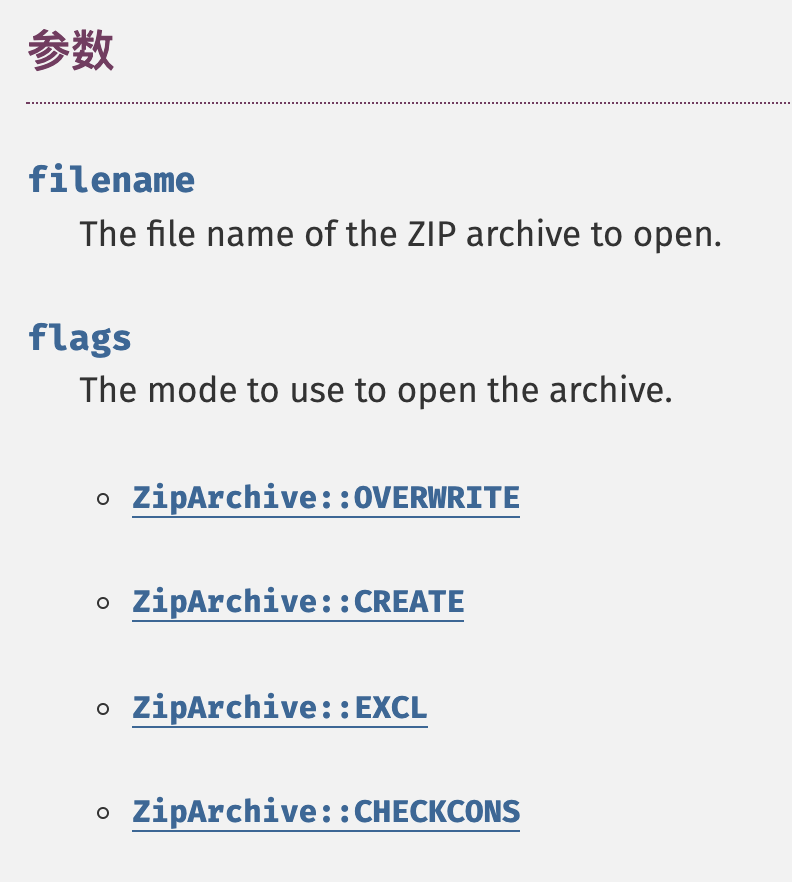 参数
filename
The file name of the ZIP archive to open.
flags
The mode to use to open the archive.
ZipArchive::OVERWRITE
ZipArchive::CREATE
ZipArchive::EXCL
ZipArchive::CHECKCONS